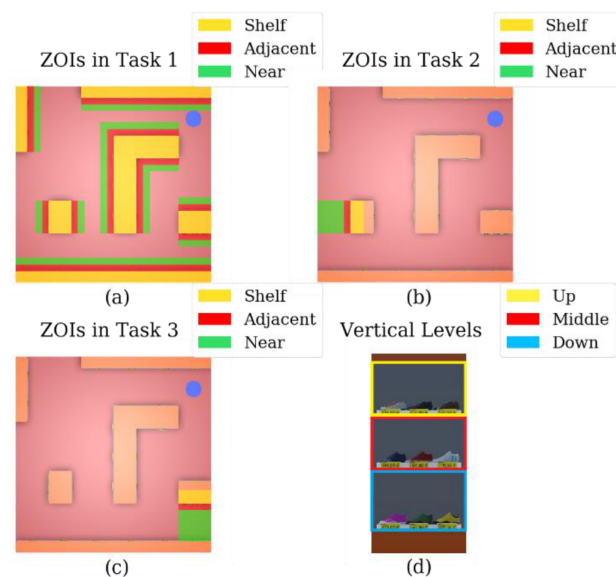 ZOIs in Task 1
Shelf
Adjacent
Near
ZOIs in Task 2
Shelf
Adjacent
Near
(a)
(b)
ZOIs in Task 3
Shelf
Adjacent
Near
Vertical Levels
Up
Middle
Down
(c)
(d)